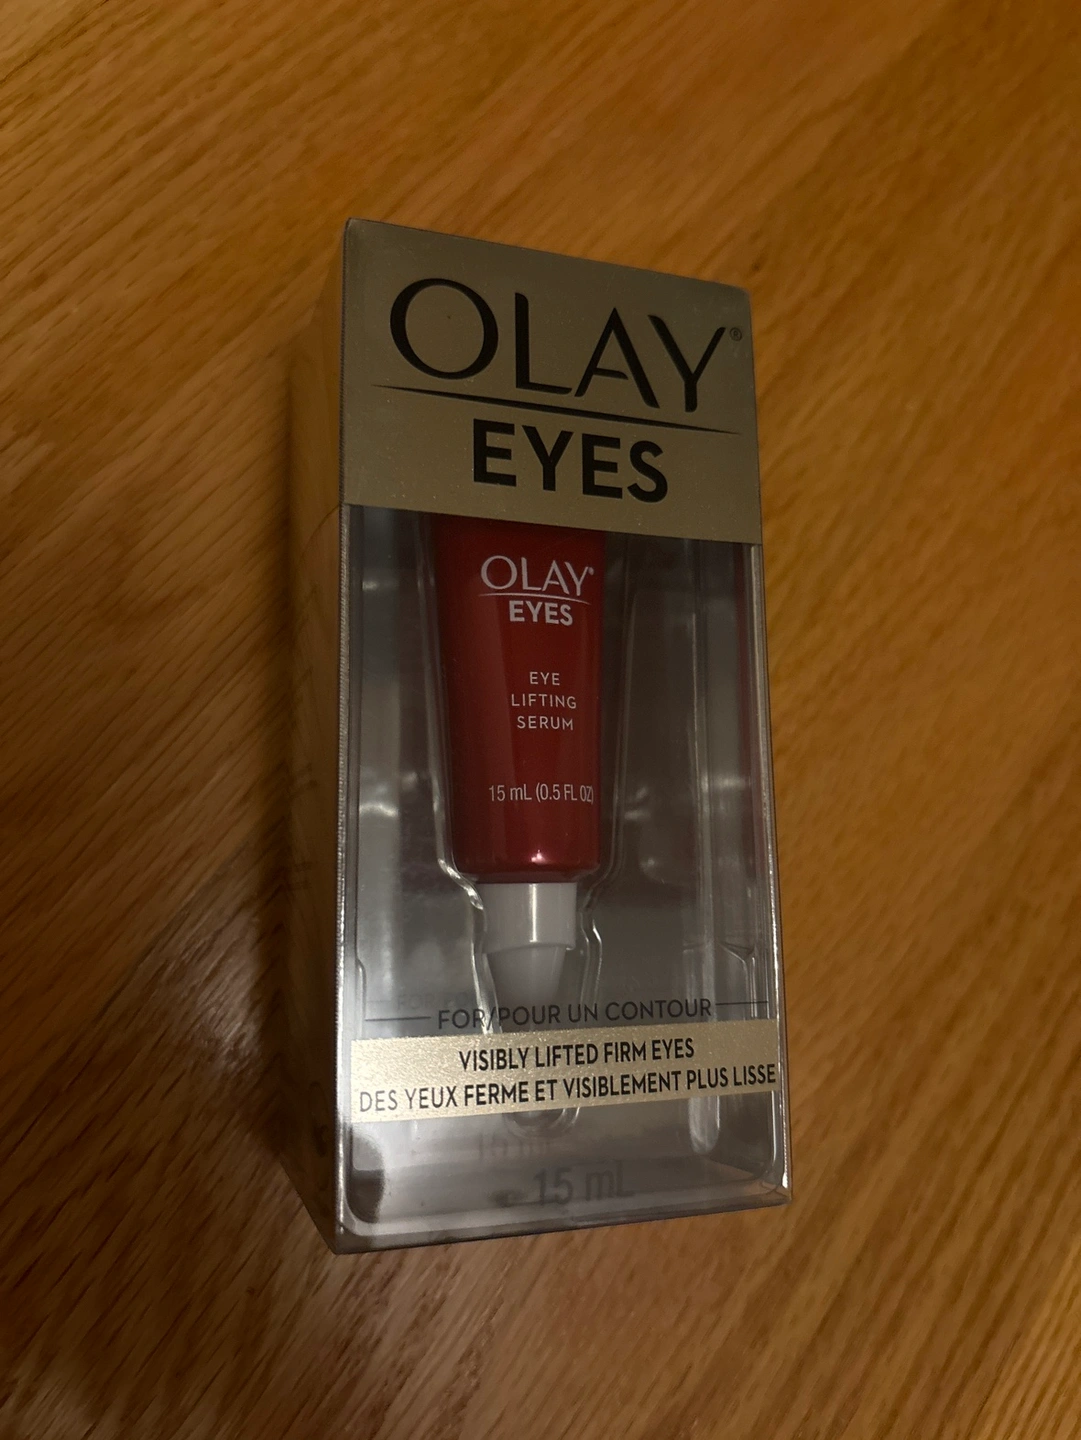 OLAY®
EYES
OLAY®
EYES
EYE
LIFTING
SERUM
15 mL (0.5 FL OZ)
FOR/POUR UN CONTOUR
VISIBLY LIFTED FIRM EYES
DES YEUX FERME ET VISIBLEMENT PLUS LISSE
15 mL